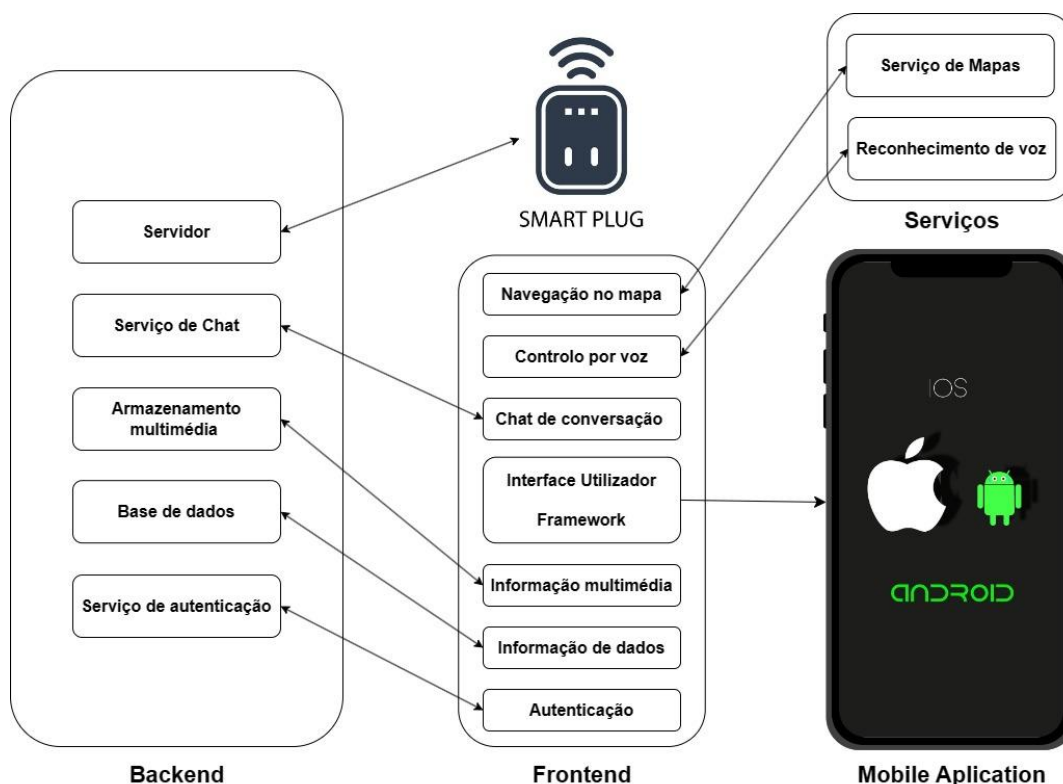 Servidor
Serviço de Chat
Armazenamento
multimédia
Base de dados
Serviço de autenticação
Backend
SMART PLUG
Navegação no mapa
Controlo por voz
Chat de conversação
Interface Utilizador
Framework
Informação multimédia
Informação de dados
Autenticação
Frontend
Serviço de Mapas
Reconhecimento de voz
Serviços
IOS
ANDROID
Mobile Aplication